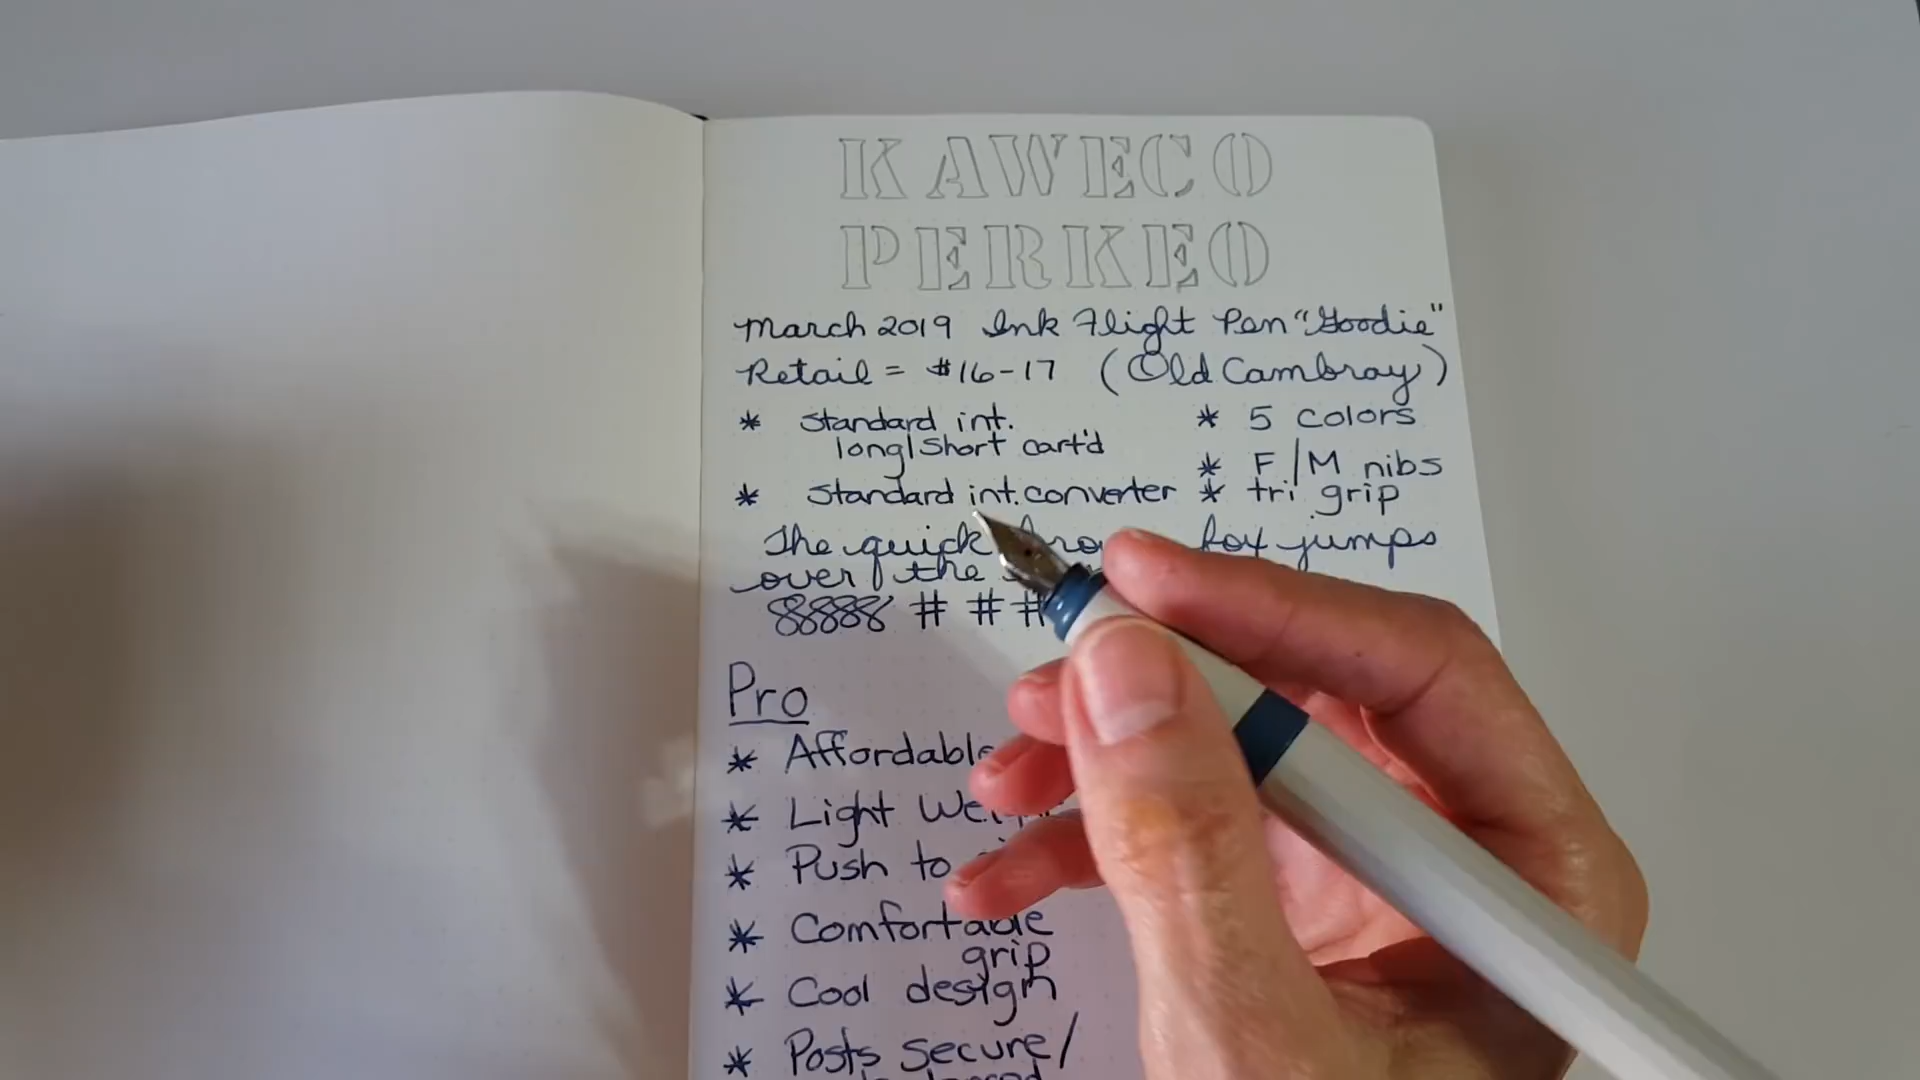 KAWECO
PERKEO
March 2019 Ink Flight Pen "Goodie"
Retail = $16-17 (Old Cambray)
* Standard int. * 5 colors
long/short cart'd
* F/M nibs
* Standard int. converter * tri grip
The quick fox jumps
over the
88888 # # #
Pro
* Affordable
* Light
* Push to
* Comfortable
grip
* Cool design
* Posts secure/